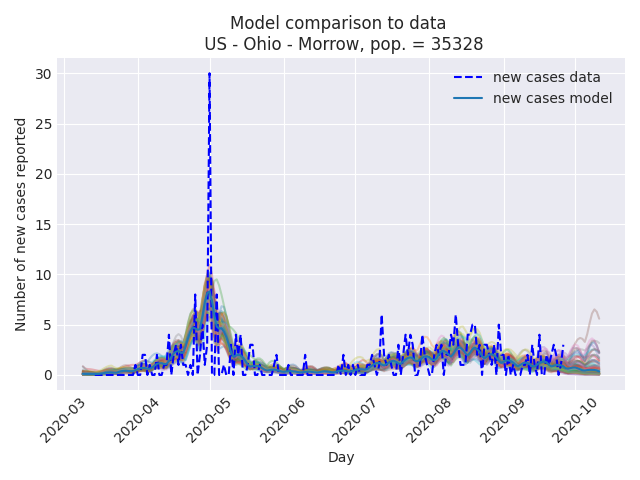 Model comparison to data
US - Ohio - Morrow, pop. = 35328
Number of new cases reported
30
25
20
15
10
5
0
new cases data
new cases model
2020-03
2020-04
2020-05
2020-06
2020-07
2020-08
2020-09
2020-10
Day